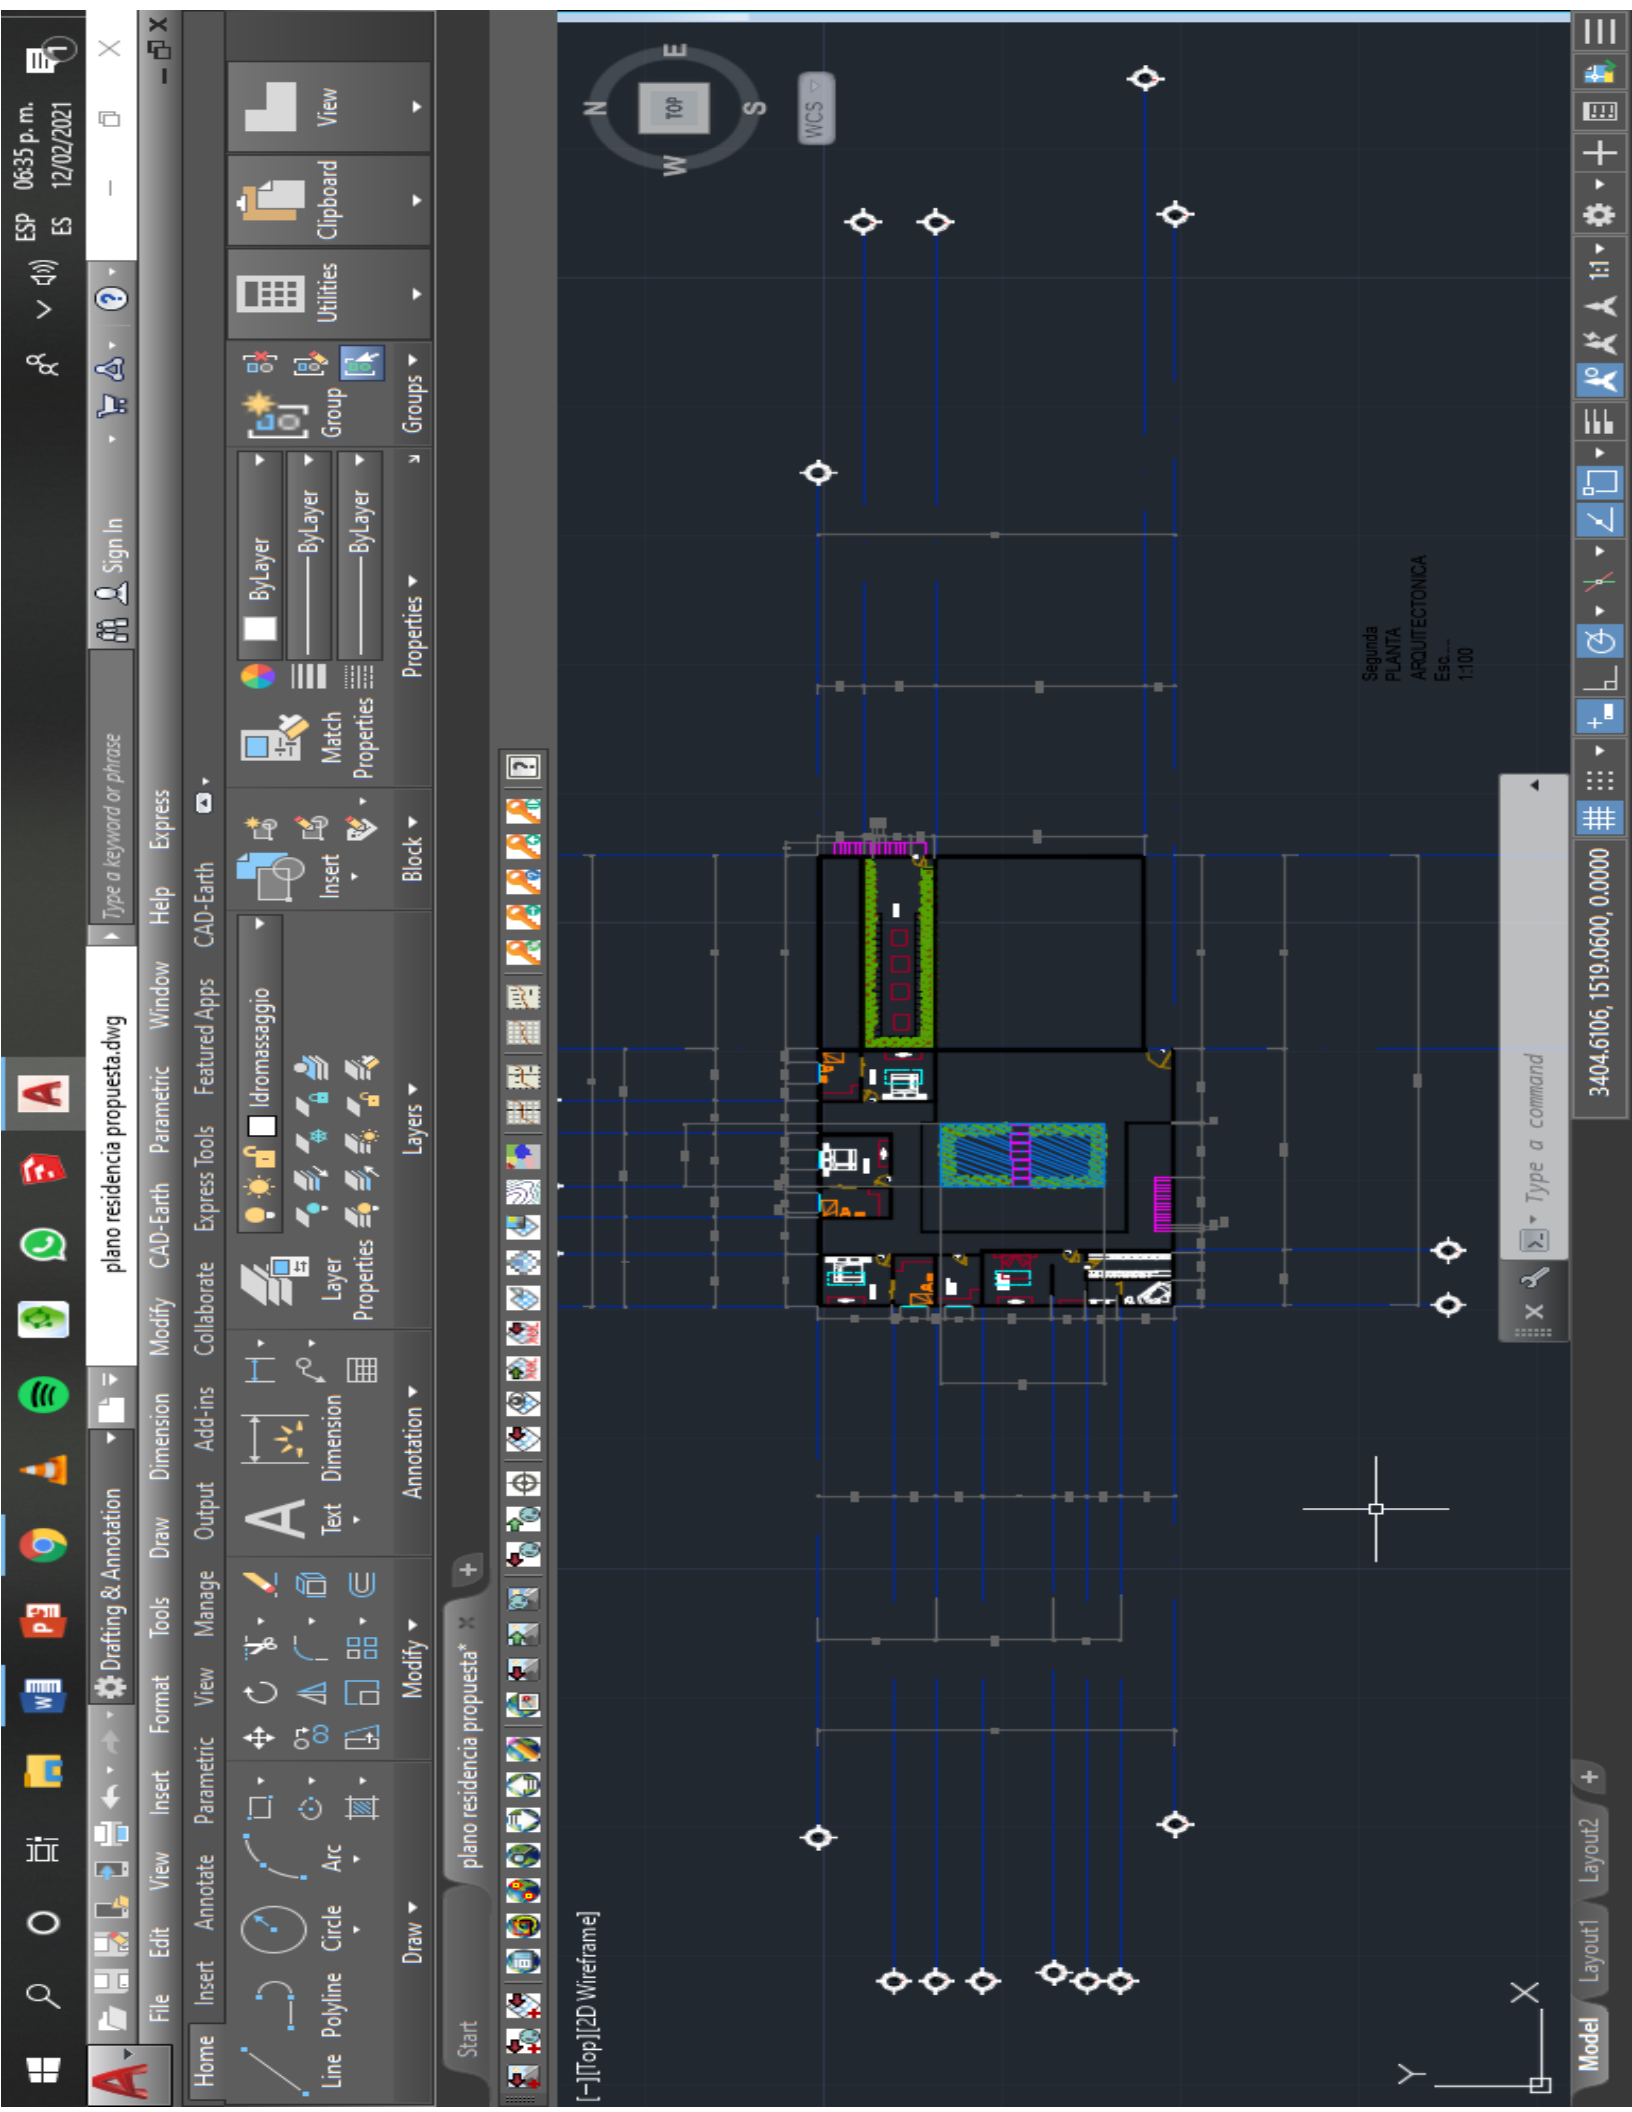 06:35 p. m.
ESP
12/02/2021
ES
1
plano residencia propuesta.dwg
Type a keyword or phrase
Sign In
Drafting & Annotation
File Edit View Insert Format Tools Draw Dimension Modify CAD-Earth Parametric Window Help Express
Home Insert Annotate Parametric View Manage Output Add-ins Collaborate Express Tools Featured Apps CAD-Earth
Line Polyline Circle Arc
Draw
Modify
Text Dimension
Annotation
Layer
Properties
Idromassaggio
Layers
Insert
Block
Match
Properties
ByLayer
ByLayer
ByLayer
Properties
Group
Groups
Utilities
Clipboard
View
Start
plano residencia propuesta*
[−][Top][2D Wireframe]
N
W
TOP
E
S
WCS
Segunda
PLANTA
ARQUITECTONICA
Esc....
1:100
Y
X
Type a command
Model Layout1 Layout2
3404.6106, 1519.0600, 0.0000
1:1